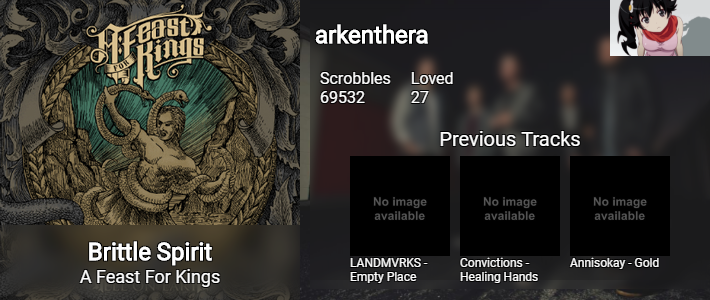 A Feast
FOR
Kings
Brittle Spirit
A Feast For Kings
arkenthera
Scrobbles
69532
Loved
27
Previous Tracks
No image
available
LANDMVRKS -
Empty Place
No image
available
Convictions -
Healing Hands
No image
available
Annisokay - Gold